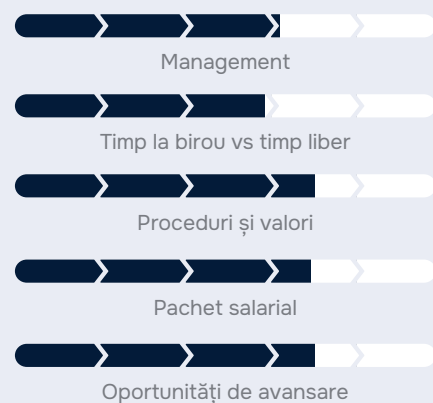 Management
Timp la birou vs timp liber
Proceduri și valori
Pachet salarial
Oportunități de avansare